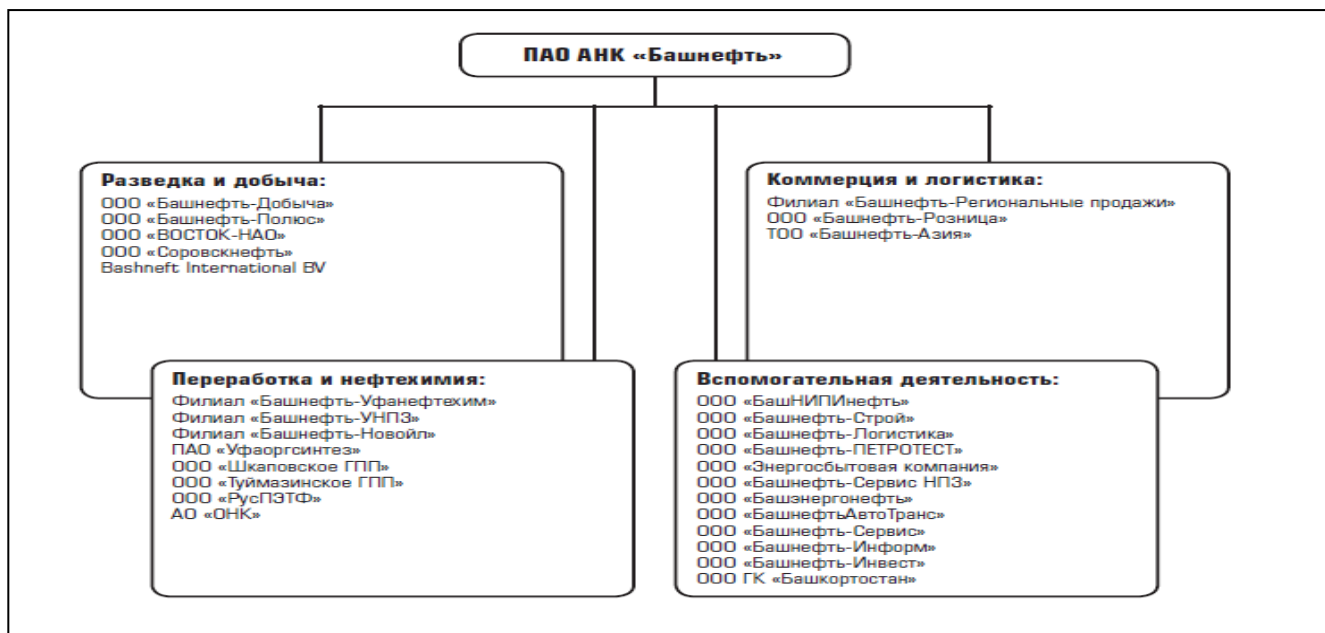 ПАО АНК «Башнефть»
Разведка и добыча:
ООО «Башнефть-Добыча»
ООО «Башнефть-Полюс»
ООО «ВОСТОК-НАО»
ООО «Соровскнефть»
Bashneft International BV
Коммерция и логистика:
Филиал «Башнефть-Региональные продажи»
ООО «Башнефть-Розница»
ТОО «Башнефть-Азия»
Переработка и нефтехимия:
Филиал «Башнефть-Уфанефтехим»
Филиал «Башнефть-УНПЗ»
Филиал «Башнефть-Новойл»
ПАО «Уфаоргсинтез»
ООО «Шкаповское ГПП»
ООО «Туймазинское ГПП»
ООО «РусПЭТФ»
АО «ОНК»
Вспомогательная деятельность:
ООО «БашНИПИнефть»
ООО «Башнефть-Строй»
ООО «Башнефть-Логистика»
ООО «Башнефть-ПЕТРОТЕСТ»
ООО «Энергосбытовая компания»
ООО «Башнефть-Сервис НПЗ»
ООО «Башэнергонефть»
ООО «БашнефтьАвтоТранс»
ООО «Башнефть-Сервис»
ООО «Башнефть-Информ»
ООО «Башнефть-Инвест»
ООО ГК «Башкортостан»